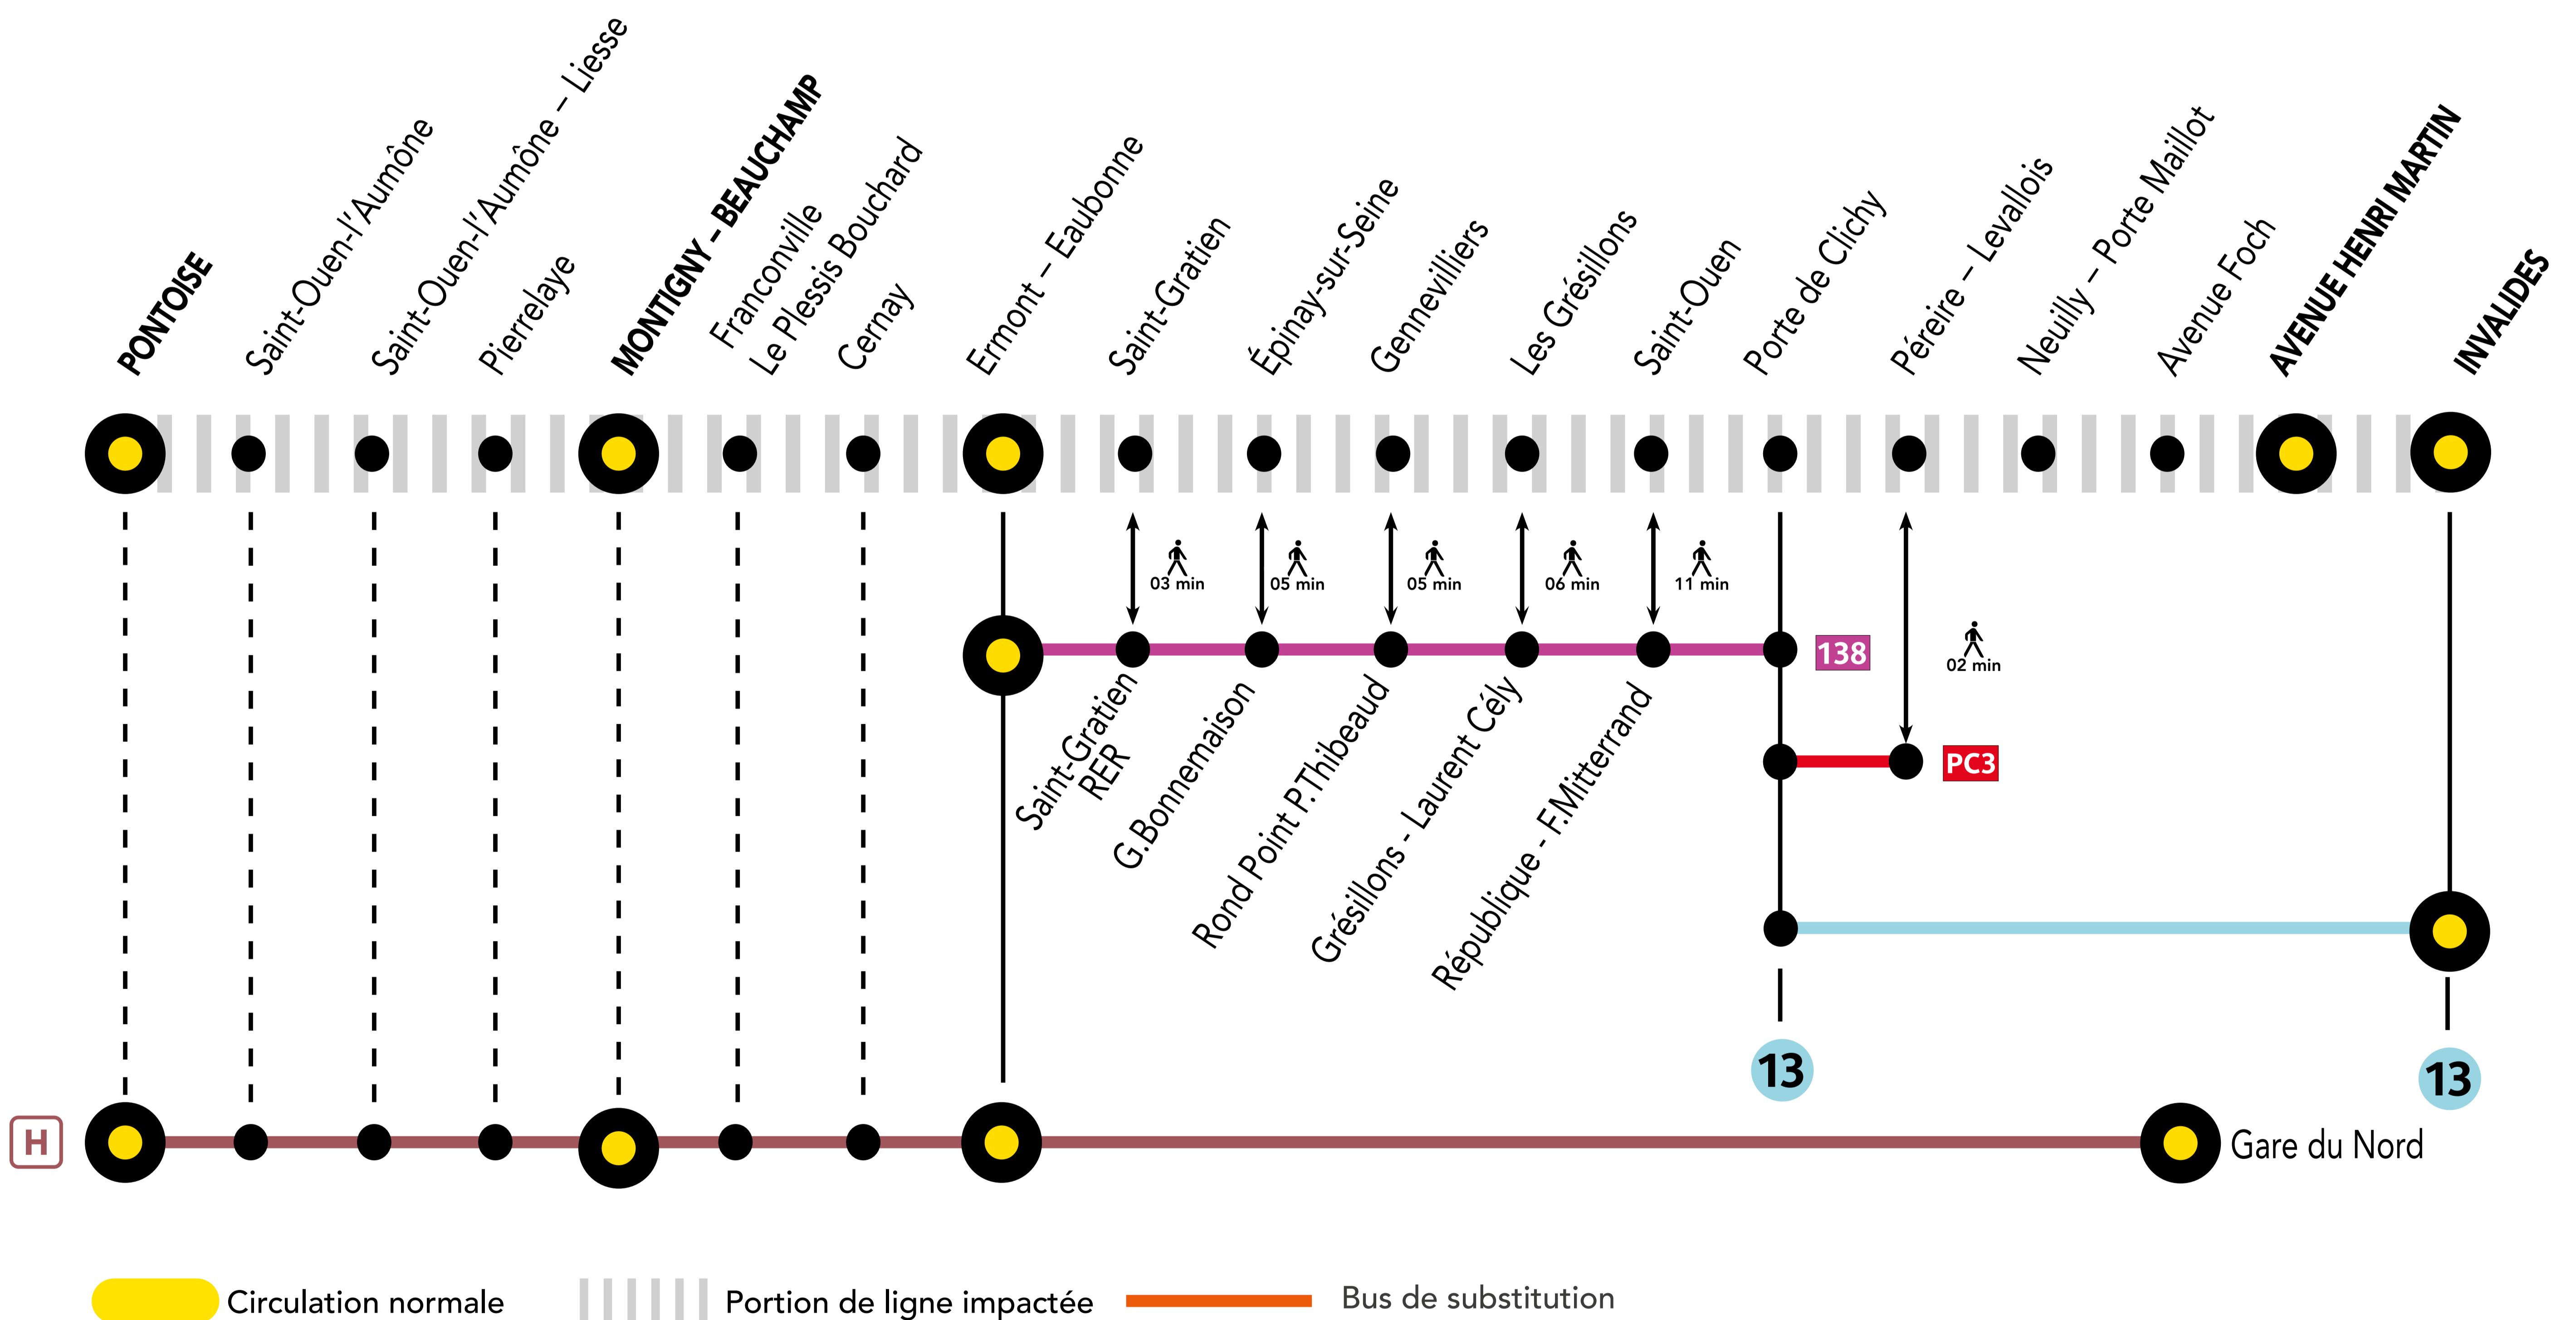 PONTOISE
Saint-Ouen-l'Aumône
Saint-Ouen-l'Aumône – Liesse
Pierrelaye
MONTIGNY – BEAUCHAMP
Franconville
Le Plessis Bouchard
Cernay
Ermont – Eaubonne
Saint-Gratien
Épinay-sur-Seine
Gennevilliers
Les Grésillons
Saint-Ouen
Porte de Clichy
Péreire – Levallois
Neuilly – Porte Maillot
Avenue Foch
AVENUE HENRI MARTIN
INVALIDES
03 min
05 min
05 min
06 min
11 min
138
02 min
Saint-Gratien
RER
G.Bonnemaison
Rond Point P.Thibeaud
Grésillons - Laurent Cély
République - F.Mitterrand
PC3
13
13
H
Gare du Nord
Circulation normale
Portion de ligne impactée
Bus de substitution